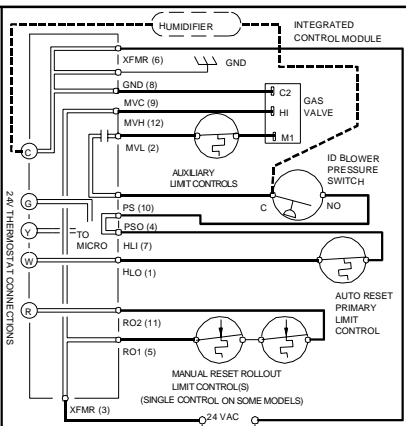 HUMIDIFIER
INTEGRATED
CONTROL MODULE
XFMR (6)
GND
GND (8)
C2
MVC (9)
HI
GAS
VALVE
MVH (12)
M1
MVL (2)
C
AUXILIARY
LIMIT CONTROLS
ID BLOWER
PRESSURE
SWITCH
C
NO
G
PS (10)
Y
TO
MICRO
PSO (4)
HLI (7)
W
HLO (1)
24V THERMOSTAT CONNECTIONS
AUTO RESET
PRIMARY
LIMIT
CONTROL
R
RO2 (11)
RO1 (5)
MANUAL RESET ROLLOUT
LIMIT CONTROL(S)
(SINGLE CONTROL ON SOME MODELS)
XFMR (3)
24 VAC